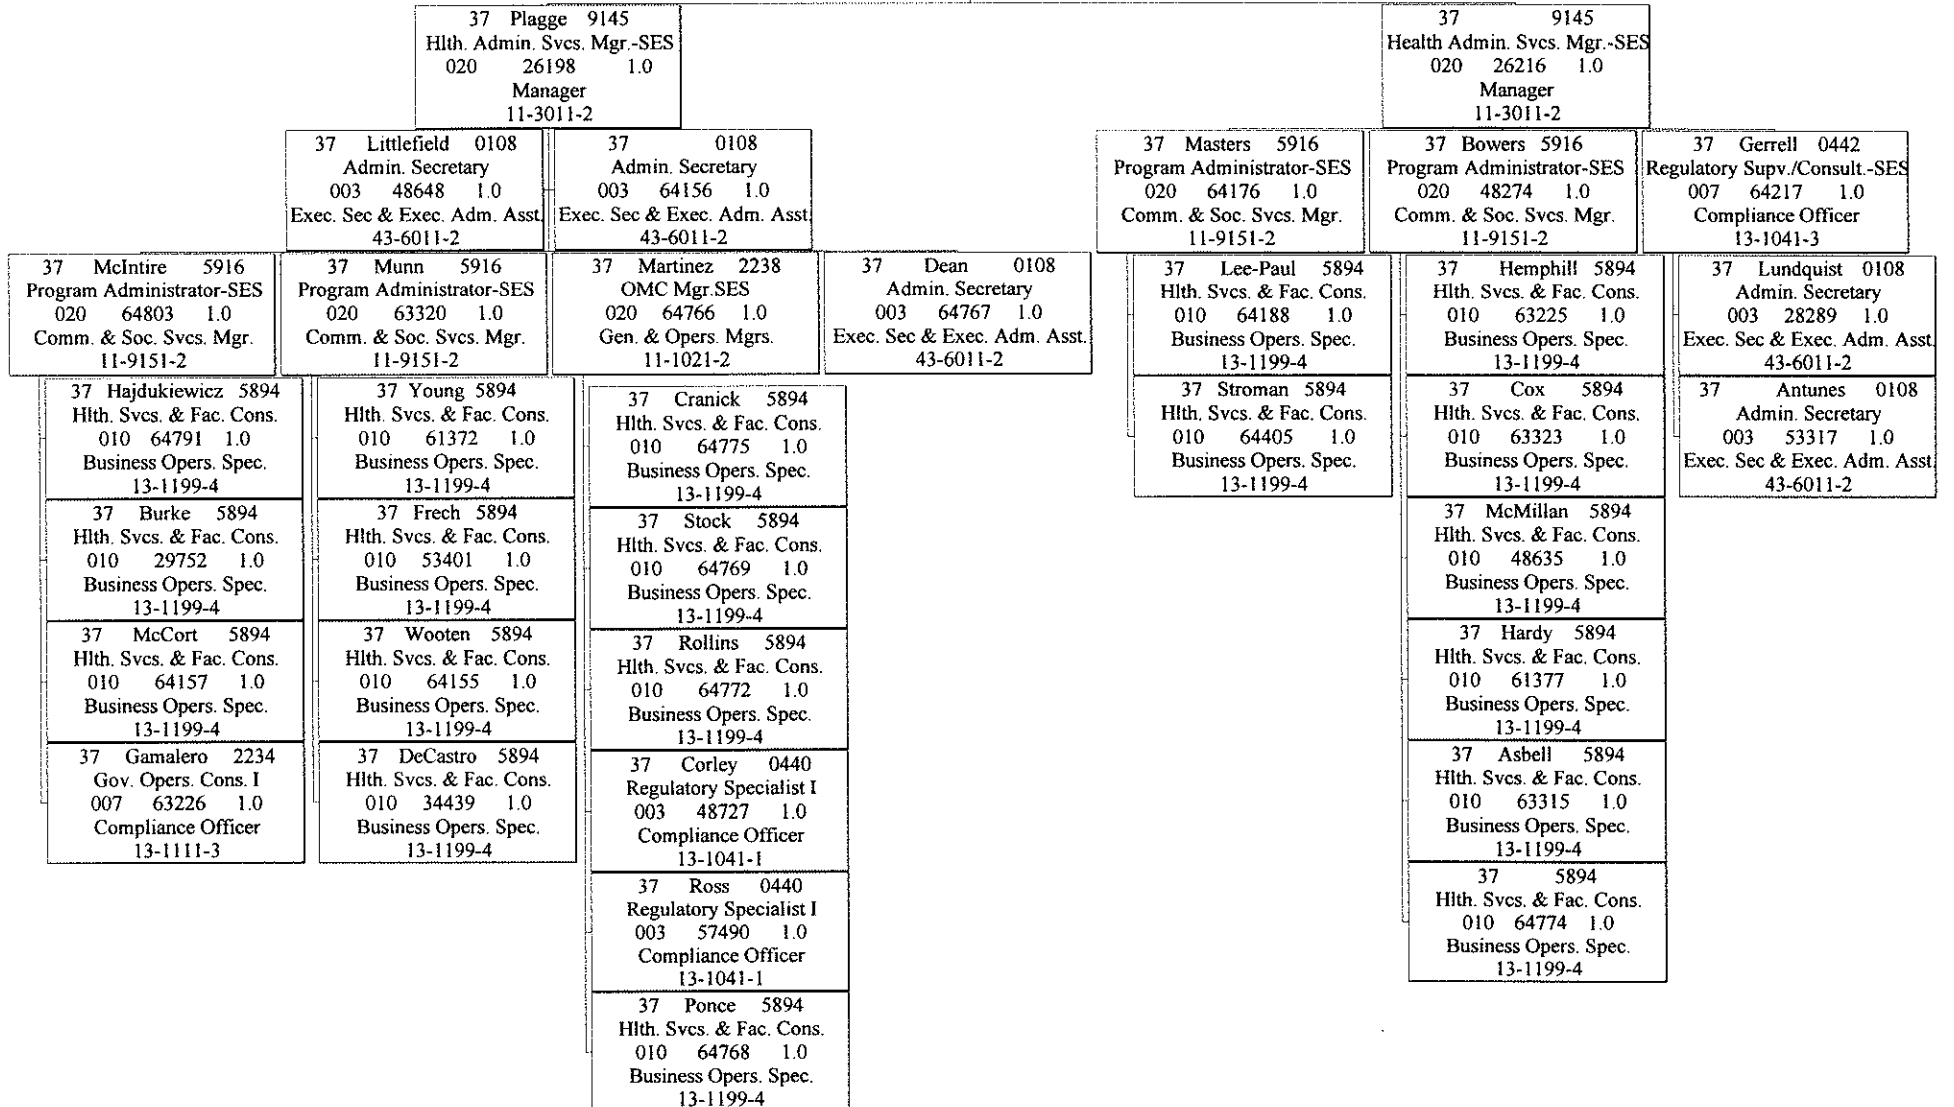 37 Plagge 9145
Hlth. Admin. Svcs. Mgr.-SES
020 26198 1.0
Manager
11-3011-2
37 9145
Health Admin. Svcs. Mgr.-SES
020 26216 1.0
Manager
11-3011-2
37 Littlefield 0108
Admin. Secretary
003 48648 1.0
Exec. Sec & Exec. Adm. Asst.
43-6011-2
37 0108
Admin. Secretary
003 64156 1.0
Exec. Sec & Exec. Adm. Asst.
43-6011-2
37 Masters 5916
Program Administrator-SES
020 64176 1.0
Comm. & Soc. Svcs. Mgr.
11-9151-2
37 Bowers 5916
Program Administrator-SES
020 48274 1.0
Comm. & Soc. Svcs. Mgr.
11-9151-2
37 Gerrell 0442
Regulatory Supv./Consult.-SES
007 64217 1.0
Compliance Officer
13-1041-3
37 McIntire 5916
Program Administrator-SES
020 64803 1.0
Comm. & Soc. Svcs. Mgr.
11-9151-2
37 Munn 5916
Program Administrator-SES
020 63320 1.0
Comm. & Soc. Svcs. Mgr.
11-9151-2
37 Martinez 2238
OMC Mgr.SES
020 64766 1.0
Gen. & Opers. Mgrs.
11-1021-2
37 Dean 0108
Admin. Secretary
003 64767 1.0
Exec. Sec & Exec. Adm. Asst.
43-6011-2
37 Lee-Paul 5894
Hlth. Svcs. & Fac. Cons.
010 64188 1.0
Business Opers. Spec.
13-1199-4
37 Hemphill 5894
Hlth. Svcs. & Fac. Cons.
010 63225 1.0
Business Opers. Spec.
13-1199-4
37 Lundquist 0108
Admin. Secretary
003 28289 1.0
Exec. Sec & Exec. Adm. Asst.
43-6011-2
37 Hajdukiewicz 5894
Hlth. Svcs. & Fac. Cons.
010 64791 1.0
Business Opers. Spec.
13-1199-4
37 Young 5894
Hlth. Svcs. & Fac. Cons.
010 61372 1.0
Business Opers. Spec.
13-1199-4
37 Cranick 5894
Hlth. Svcs. & Fac. Cons.
010 64775 1.0
Business Opers. Spec.
13-1199-4
37 Stroman 5894
Hlth. Svcs. & Fac. Cons.
010 64405 1.0
Business Opers. Spec.
13-1199-4
37 Cox 5894
Hlth. Svcs. & Fac. Cons.
010 63323 1.0
Business Opers. Spec.
13-1199-4
37 Antunes 0108
Admin. Secretary
003 53317 1.0
Exec. Sec & Exec. Adm. Asst.
43-6011-2
37 Burke 5894
Hlth. Svcs. & Fac. Cons.
010 29752 1.0
Business Opers. Spec.
13-1199-4
37 Frech 5894
Hlth. Svcs. & Fac. Cons.
010 53401 1.0
Business Opers. Spec.
13-1199-4
37 Stock 5894
Hlth. Svcs. & Fac. Cons.
010 64769 1.0
Business Opers. Spec.
13-1199-4
37 McMillan 5894
Hlth. Svcs. & Fac. Cons.
010 48635 1.0
Business Opers. Spec.
13-1199-4
37 McCort 5894
Hlth. Svcs. & Fac. Cons.
010 64157 1.0
Business Opers. Spec.
13-1199-4
37 Wooten 5894
Hlth. Svcs. & Fac. Cons.
010 64155 1.0
Business Opers. Spec.
13-1199-4
37 Rollins 5894
Hlth. Svcs. & Fac. Cons.
010 64772 1.0
Business Opers. Spec.
13-1199-4
37 Hardy 5894
Hlth. Svcs. & Fac. Cons.
010 61377 1.0
Business Opers. Spec.
13-1199-4
37 Gamalero 2234
Gov. Opers. Cons. I
007 63226 1.0
Compliance Officer
13-1111-3
37 DeCastro 5894
Hlth. Svcs. & Fac. Cons.
010 34439 1.0
Business Opers. Spec.
13-1199-4
37 Corley 0440
Regulatory Specialist I
003 48727 1.0
Compliance Officer
13-1041-1
37 Asbell 5894
Hlth. Svcs. & Fac. Cons.
010 63315 1.0
Business Opers. Spec.
13-1199-4
37 Ross 0440
Regulatory Specialist I
003 57490 1.0
Compliance Officer
13-1041-1
37 5894
Hlth. Svcs. & Fac. Cons.
010 64774 1.0
Business Opers. Spec.
13-1199-4
37 Ponce 5894
Hlth. Svcs. & Fac. Cons.
010 64768 1.0
Business Opers. Spec.
13-1199-4